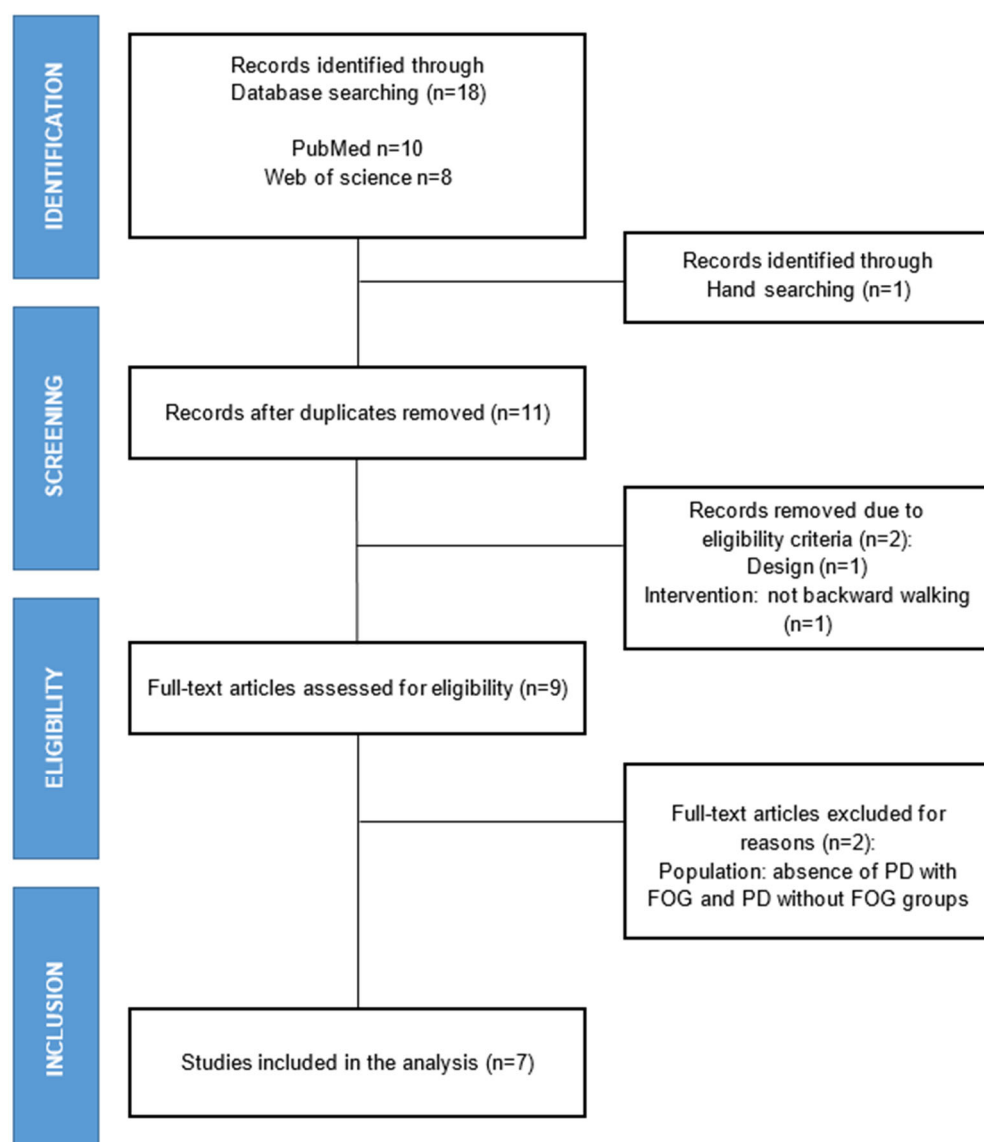 IDENTIFICATION
Records identified through
Database searching (n=18)
PubMed n=10
Web of science n=8
Records identified through
Hand searching (n=1)
SCREENING
Records after duplicates removed (n=11)
Records removed due to
eligibility criteria (n=2):
Design (n=1)
Intervention: not backward walking
(n=1)
ELIGIBILITY
Full-text articles assessed for eligibility (n=9)
Full-text articles excluded for
reasons (n=2):
Population: absence of PD with
FOG and PD without FOG groups
INCLUSION
Studies included in the analysis (n=7)